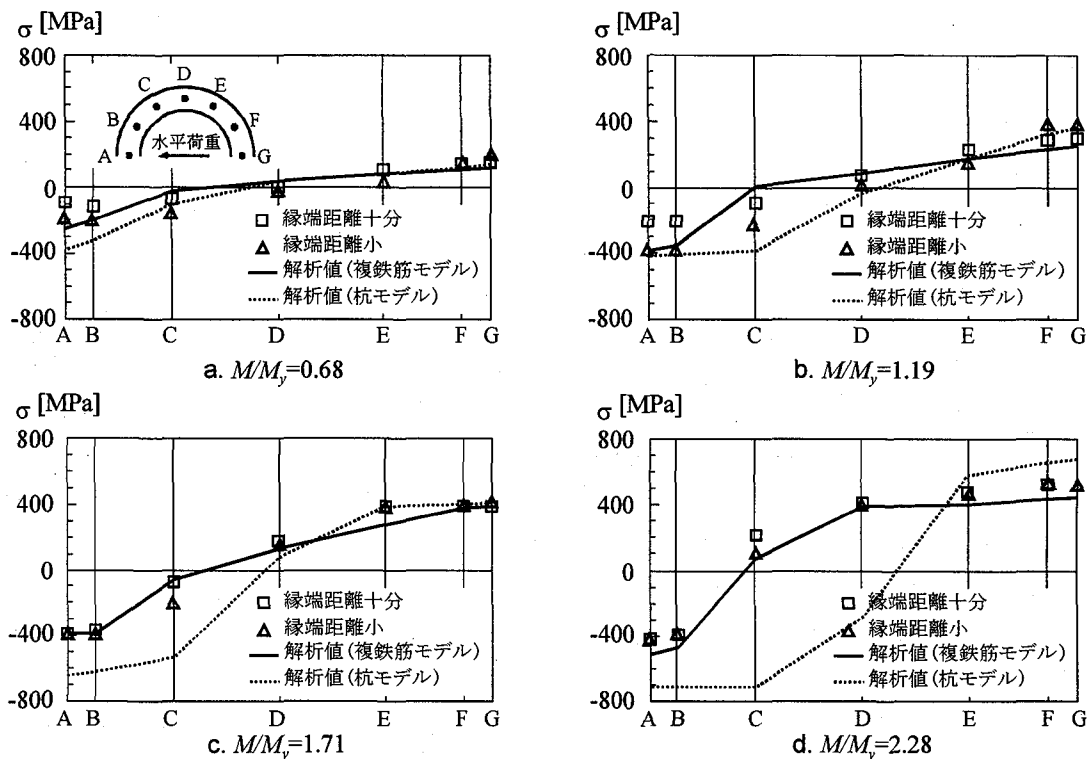 σ [MPa]
800
400
0
-400
-800
A
B
C
D
E
F
G
水平荷重
縁端距離十分
縁端距離小
解析値(複鉄筋モデル)
解析値(杭モデル)
A B C D E F G
a. M/My=0.68
σ [MPa]
800
400
0
-400
-800
縁端距離十分
縁端距離小
解析値(複鉄筋モデル)
解析値(杭モデル)
A B C D E F G
b. M/My=1.19
σ [MPa]
800
400
0
-400
-800
縁端距離十分
縁端距離小
解析値(複鉄筋モデル)
解析値(杭モデル)
A B C D E F G
c. M/My=1.71
σ [MPa]
800
400
0
-400
-800
縁端距離十分
縁端距離小
解析値(複鉄筋モデル)
解析値(杭モデル)
A B C D E F G
d. M/My=2.28